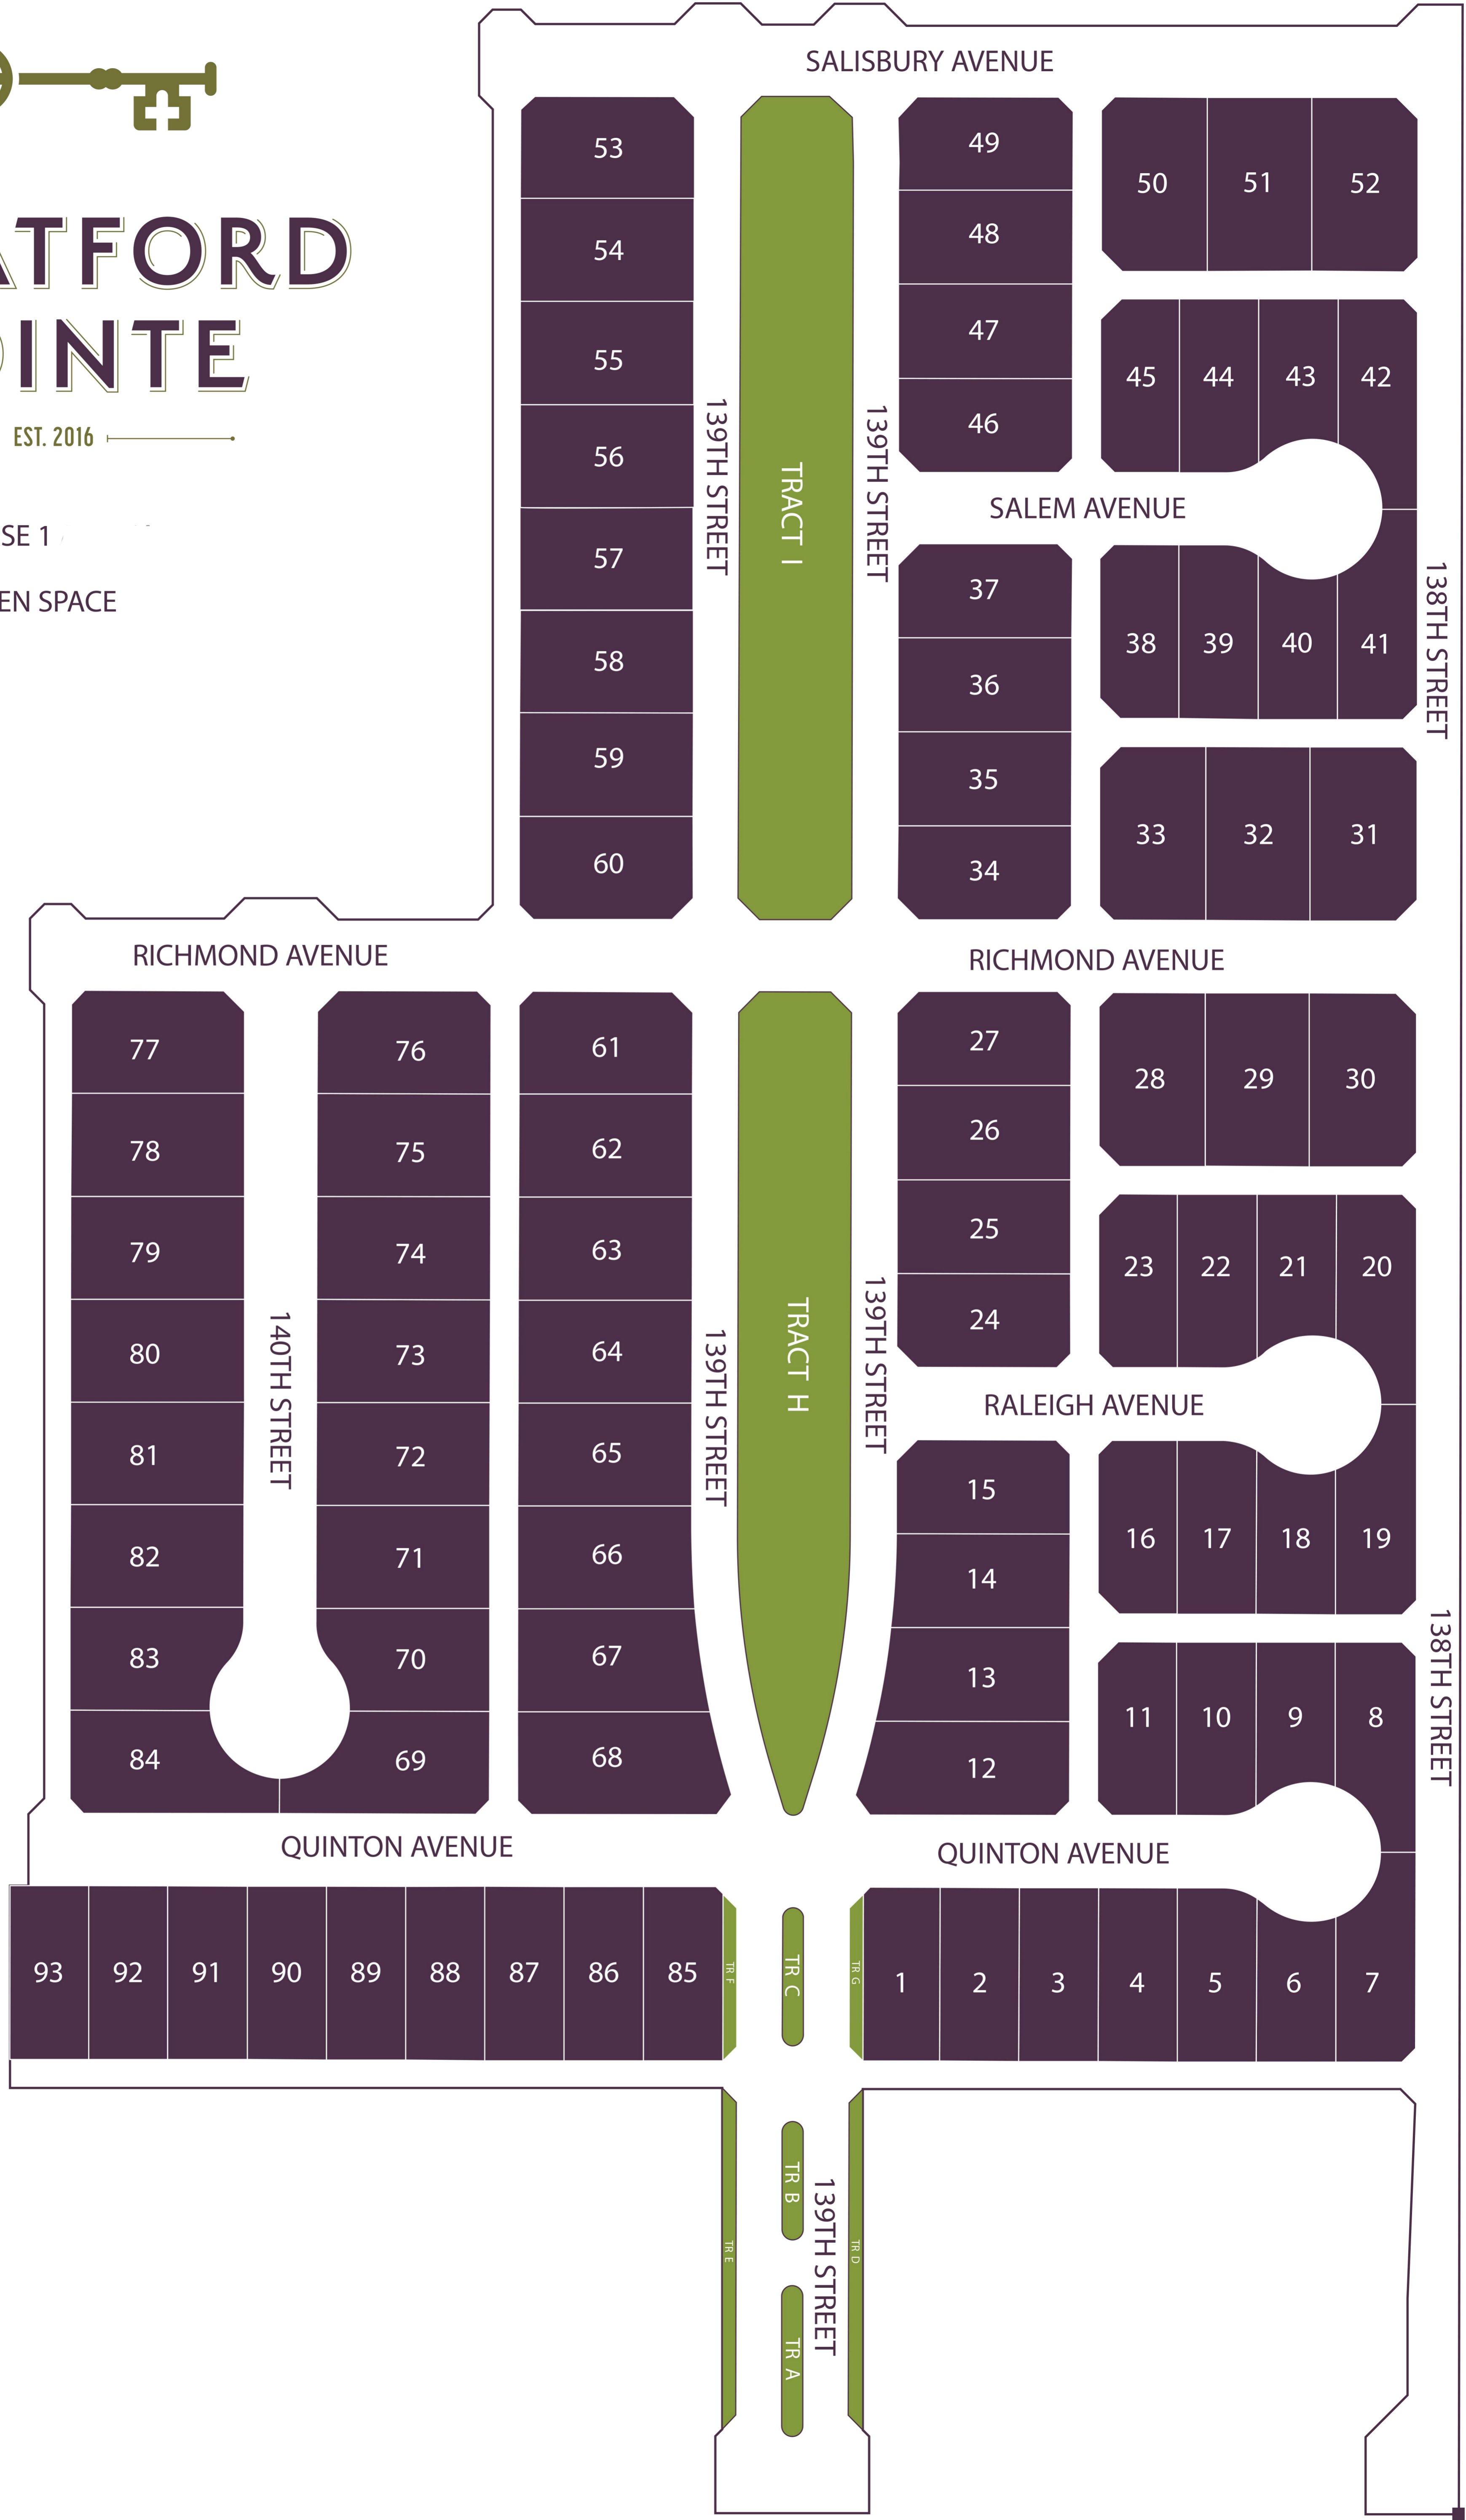 ATFORD
INTE
EST. 2016
SE 1
EN SPACE
SALISBURY AVENUE
53
54
55
56
57
58
59
60
139TH STREET
TRACT I
139TH STREET
49
48
47
46
50 51 52
45 44 43 42
SALEM AVENUE
37
36
35
34
38 39 40 41
33 32 31
138TH STREET
RICHMOND AVENUE
RICHMOND AVENUE
77
78
79
80
81
82
83
84
140TH STREET
76
75
74
73
72
71
70
69
61
62
63
64
65
66
67
68
139TH STREET
TRACT H
139TH STREET
27
26
25
24
28 29 30
23 22 21 20
RALEIGH AVENUE
15
14
13
12
16 17 18 19
11 10 9 8
138TH STREET
QUINTON AVENUE
QUINTON AVENUE
93 92 91 90 89 88 87 86 85
TR F
TR C
TR G
1 2 3 4 5 6 7
TR E
TR B
TR A
139TH STREET
TR D